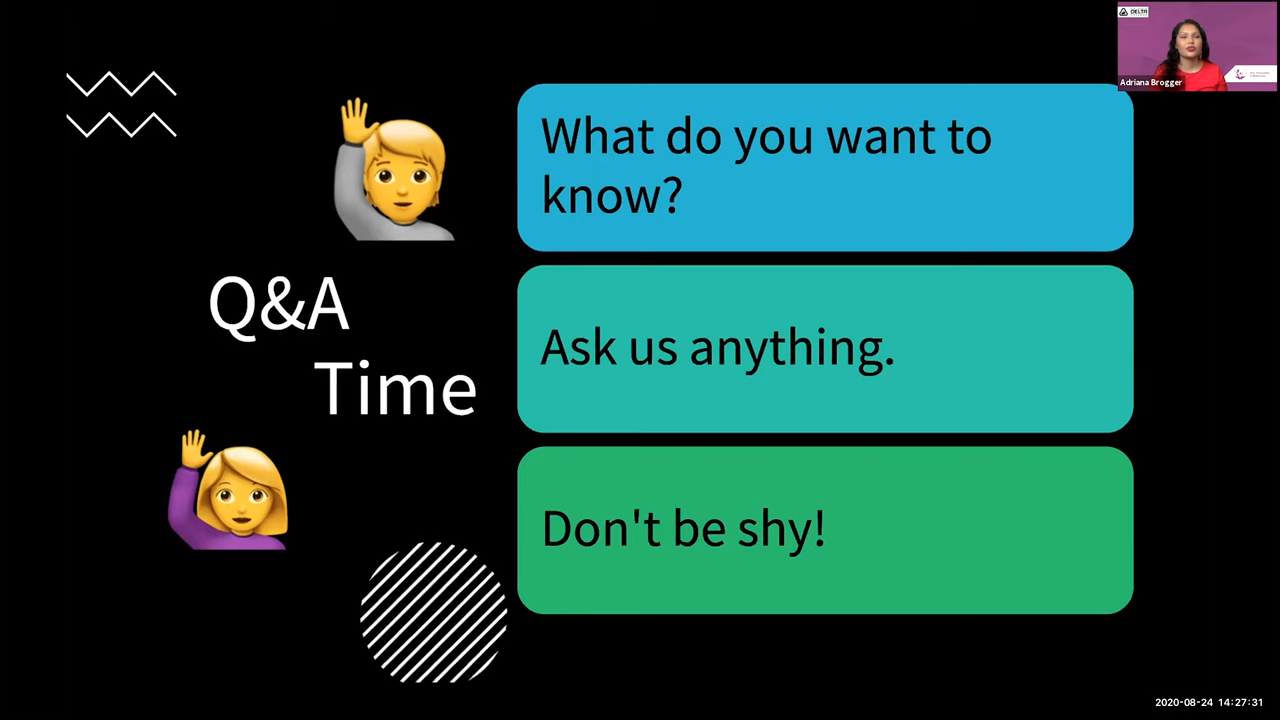 DELTA
Adriana Brogger
Q&A
Time
What do you want to
know?
Ask us anything.
Don't be shy!
2020-08-24 14:27:31